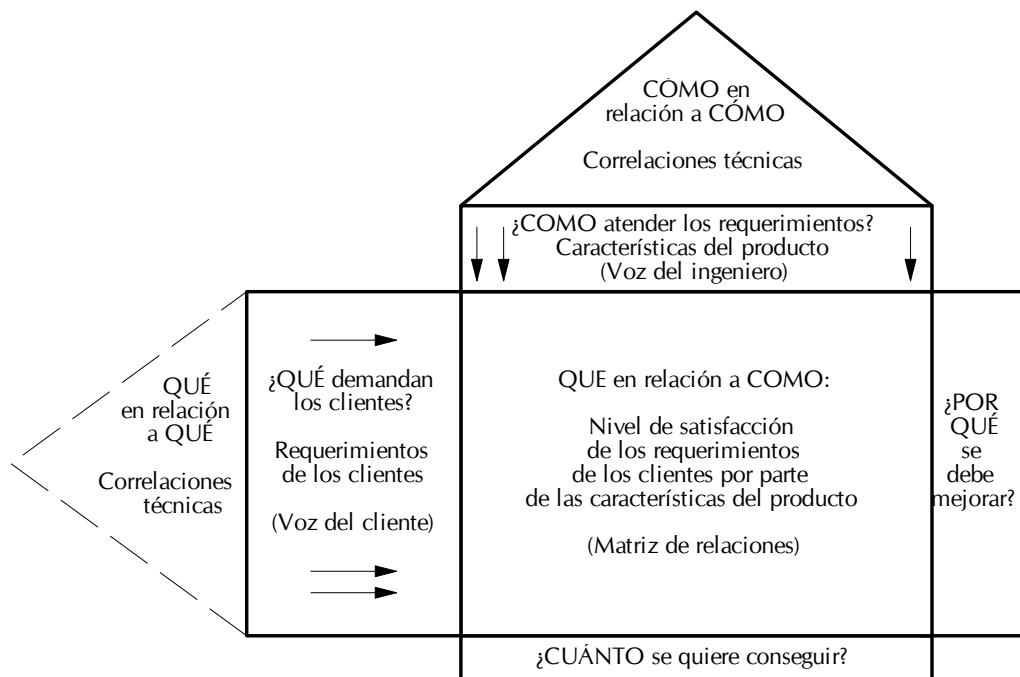 CÓMO en
relación a CÓMO
Correlaciones técnicas
¿COMO atender los requerimientos?
Características del producto
(Voz del ingeniero)
QUÉ
en relación
a QUÉ
Correlaciones
técnicas
¿QUÉ demandan
los clientes?
Requerimientos
de los clientes
(Voz del cliente)
QUE en relación a COMO:
Nivel de satisfacción
de los requerimientos
de los clientes por parte
de las características del producto
(Matriz de relaciones)
¿POR
QUÉ
se
debe
mejorar?
¿CUÁNTO se quiere conseguir?